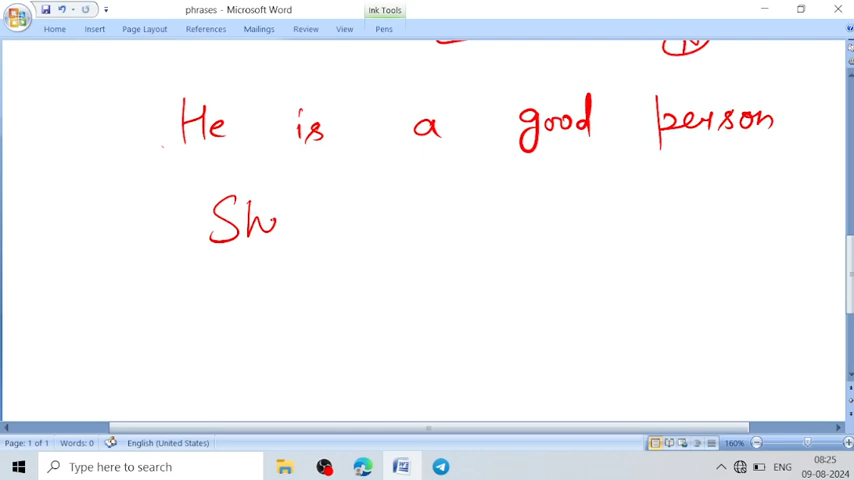 phrases - Microsoft Word
Ink Tools
Home Insert Page Layout References Mailings Review View Pens
He is a good person
Sh
Page: 1 of 1 Words: 0 English (United States) 160%
Type here to search
ENG
08:25
09-08-2024